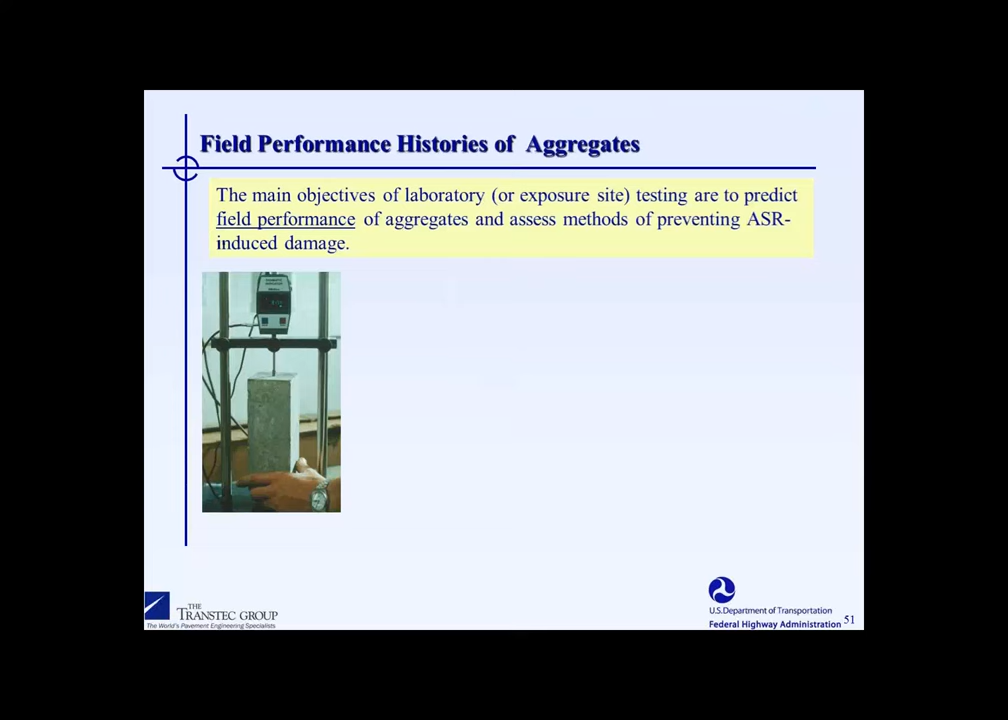 Field Performance Histories of Aggregates
The main objectives of laboratory (or exposure site) testing are to predict
field performance of aggregates and assess methods of preventing ASR-
induced damage.
THE
TRANSTEC GROUP
The World's Pavement Engineering Specialists
U.S.Department of Transportation
Federal Highway Administration
51